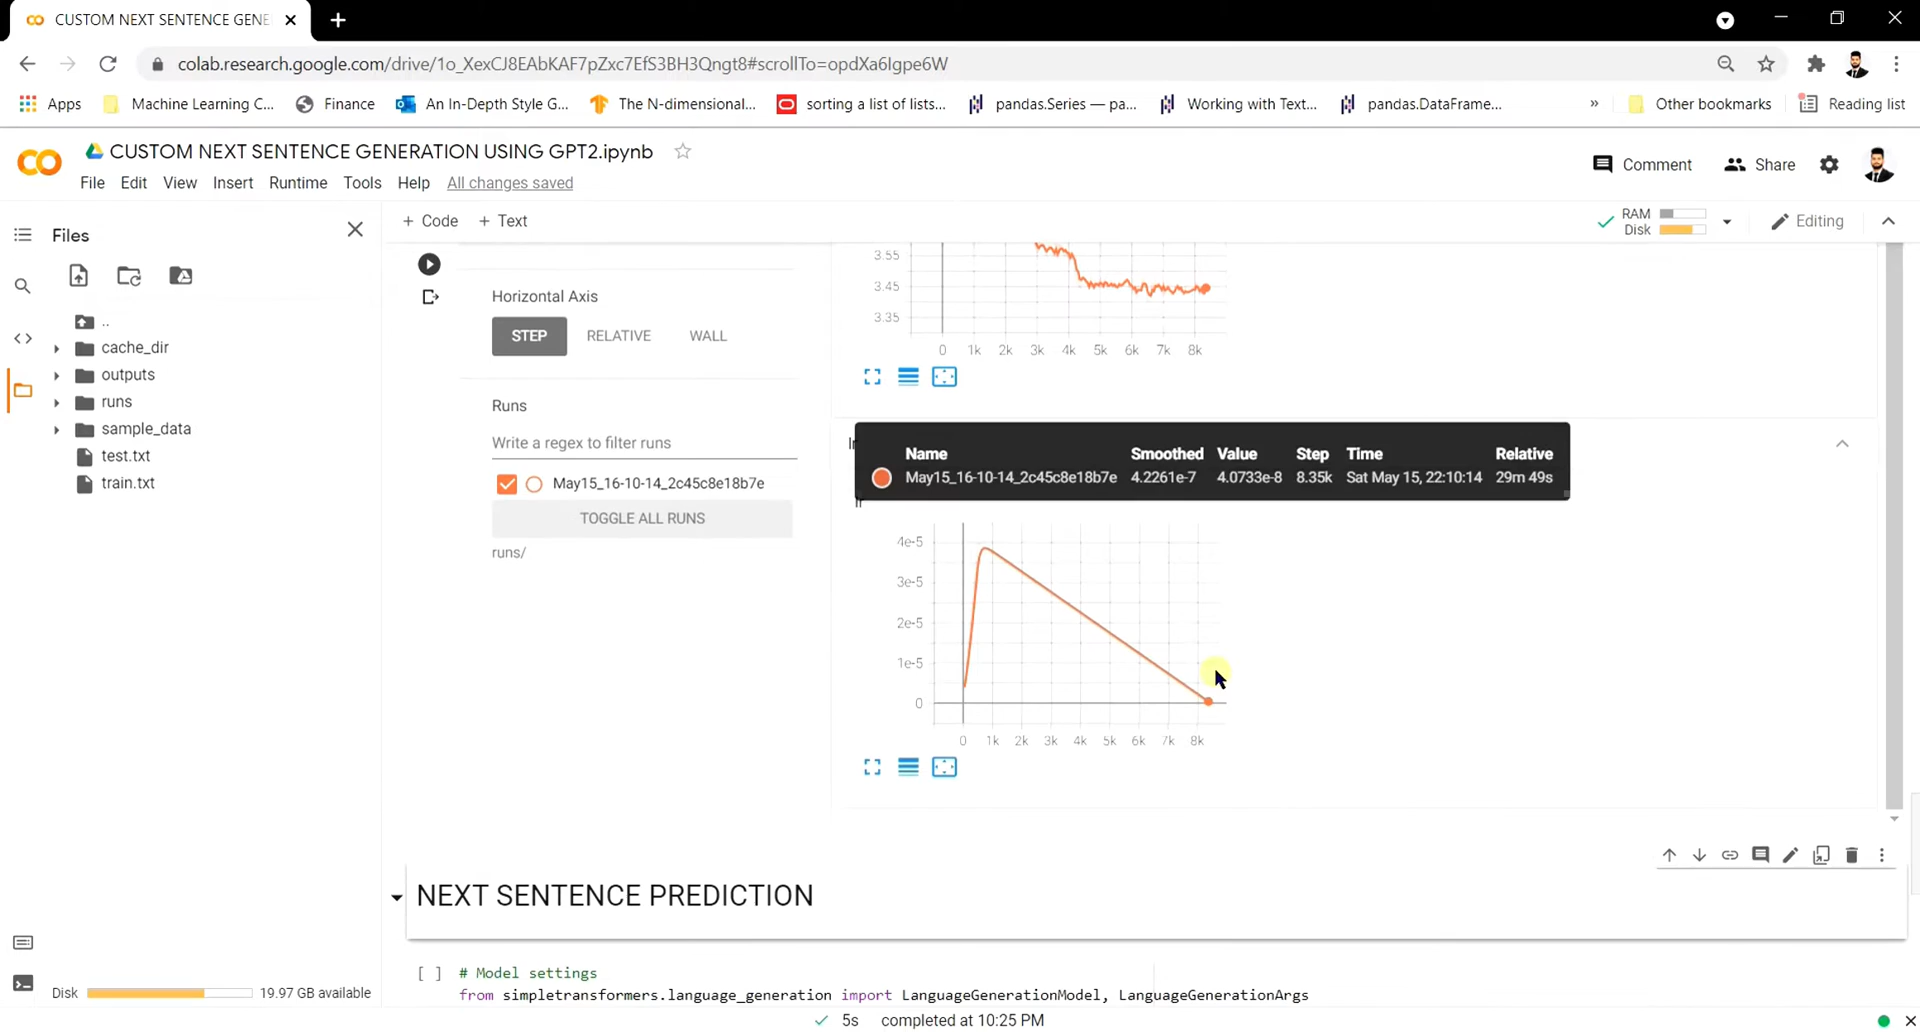 CUSTOM NEXT SENTENCE GENE
colab.research.google.com/drive/1o_XexCJ8EAbKAF7pZxc7EfS3BH3Qngt8#scrollTo=opdXa6Igpe6W
Apps Machine Learning C... Finance An In-Depth Style G... The N-dimensional... sorting a list of lists... pandas.Series — pa... Working with Text... pandas.DataFrame... » Other bookmarks Reading list
CUSTOM NEXT SENTENCE GENERATION USING GPT2.ipynb
Comment Share
File Edit View Insert Runtime Tools Help All changes saved
+ Code + Text
RAM
Disk
Editing
Files
..
cache_dir
outputs
runs
sample_data
test.txt
train.txt
Disk 19.97 GB available
Horizontal Axis
STEP RELATIVE WALL
Runs
Write a regex to filter runs
May15_16-10-14_2c45c8e18b7e
TOGGLE ALL RUNS
runs/
3.55
3.45
3.35
0 1k 2k 3k 4k 5k 6k 7k 8k
Name Smoothed Value Step Time Relative
May15_16-10-14_2c45c8e18b7e 4.2261e-7 4.0733e-8 8.35k Sat May 15, 22:10:14 29m 49s
4e-5
3e-5
2e-5
1e-5
0
0 1k 2k 3k 4k 5k 6k 7k 8k
NEXT SENTENCE PREDICTION
[ ] # Model settings
from simpletransformers.language_generation import LanguageGenerationModel, LanguageGenerationArgs
5s completed at 10:25 PM